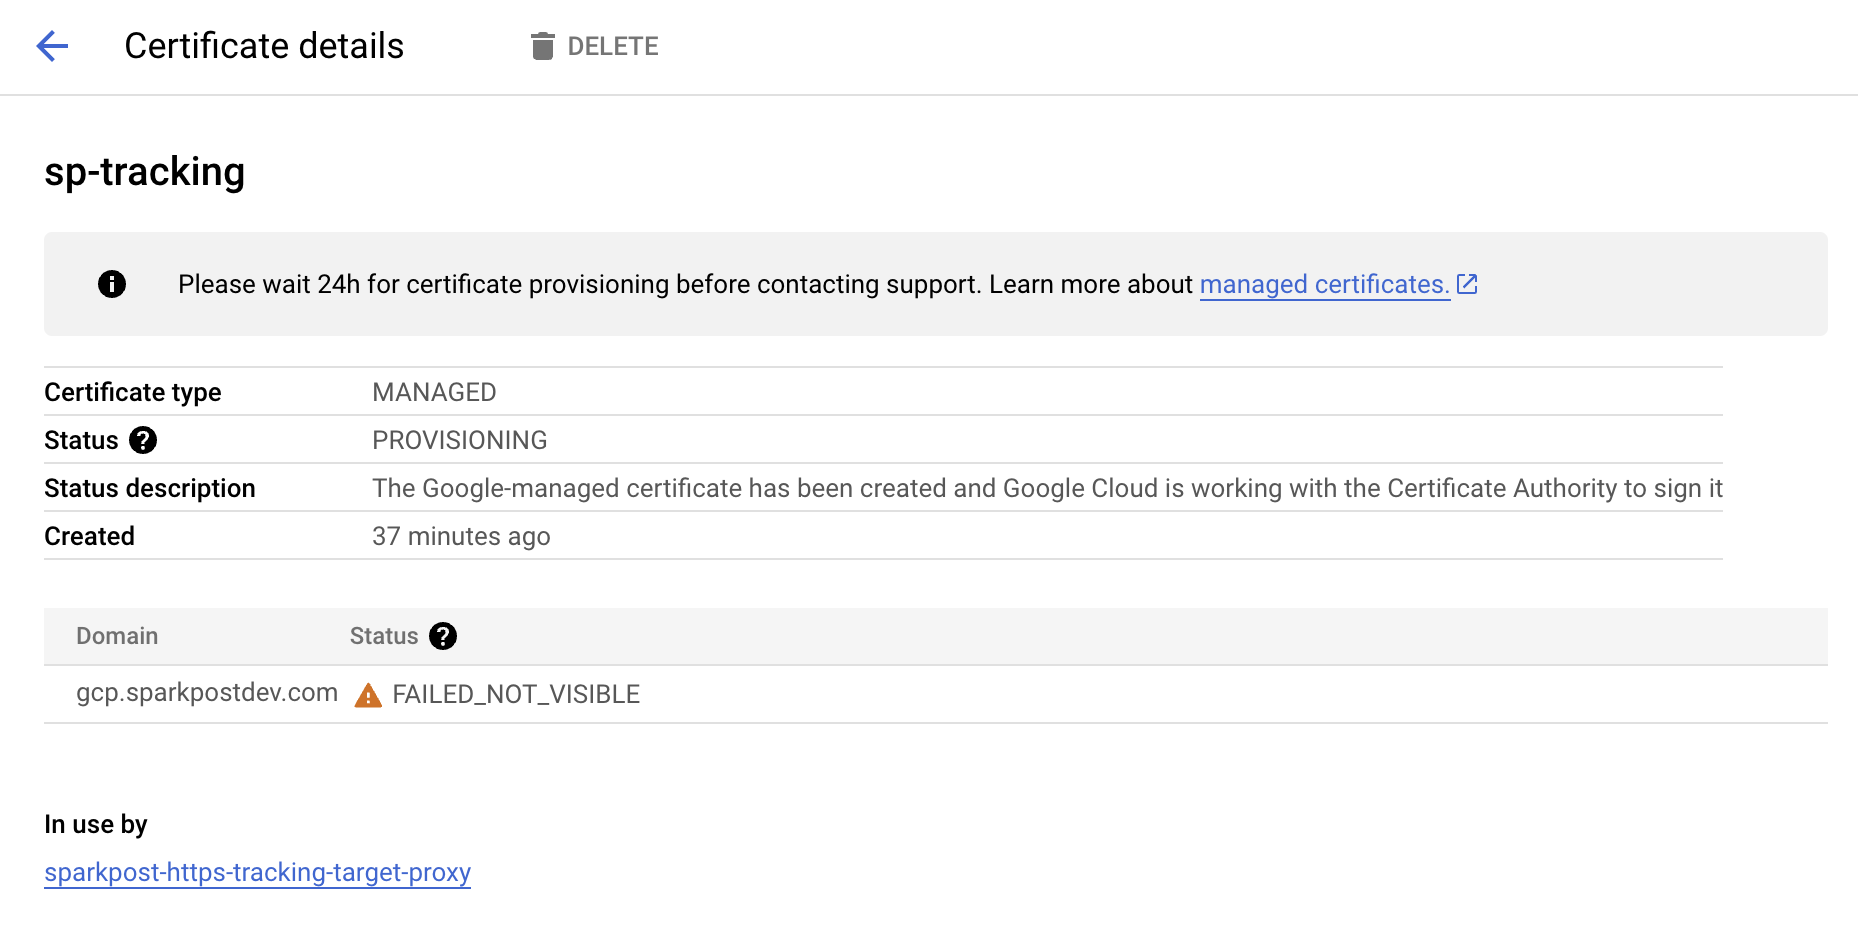 Certificate details DELETE
sp-tracking
Please wait 24h for certificate provisioning before contacting support. Learn more about managed certificates.
Certificate type MANAGED
Status PROVISIONING
Status description The Google-managed certificate has been created and Google Cloud is working with the Certificate Authority to sign it
Created 37 minutes ago
Domain Status
gcp.sparkpostdev.com FAILED_NOT_VISIBLE
In use by
sparkpost-https-tracking-target-proxy